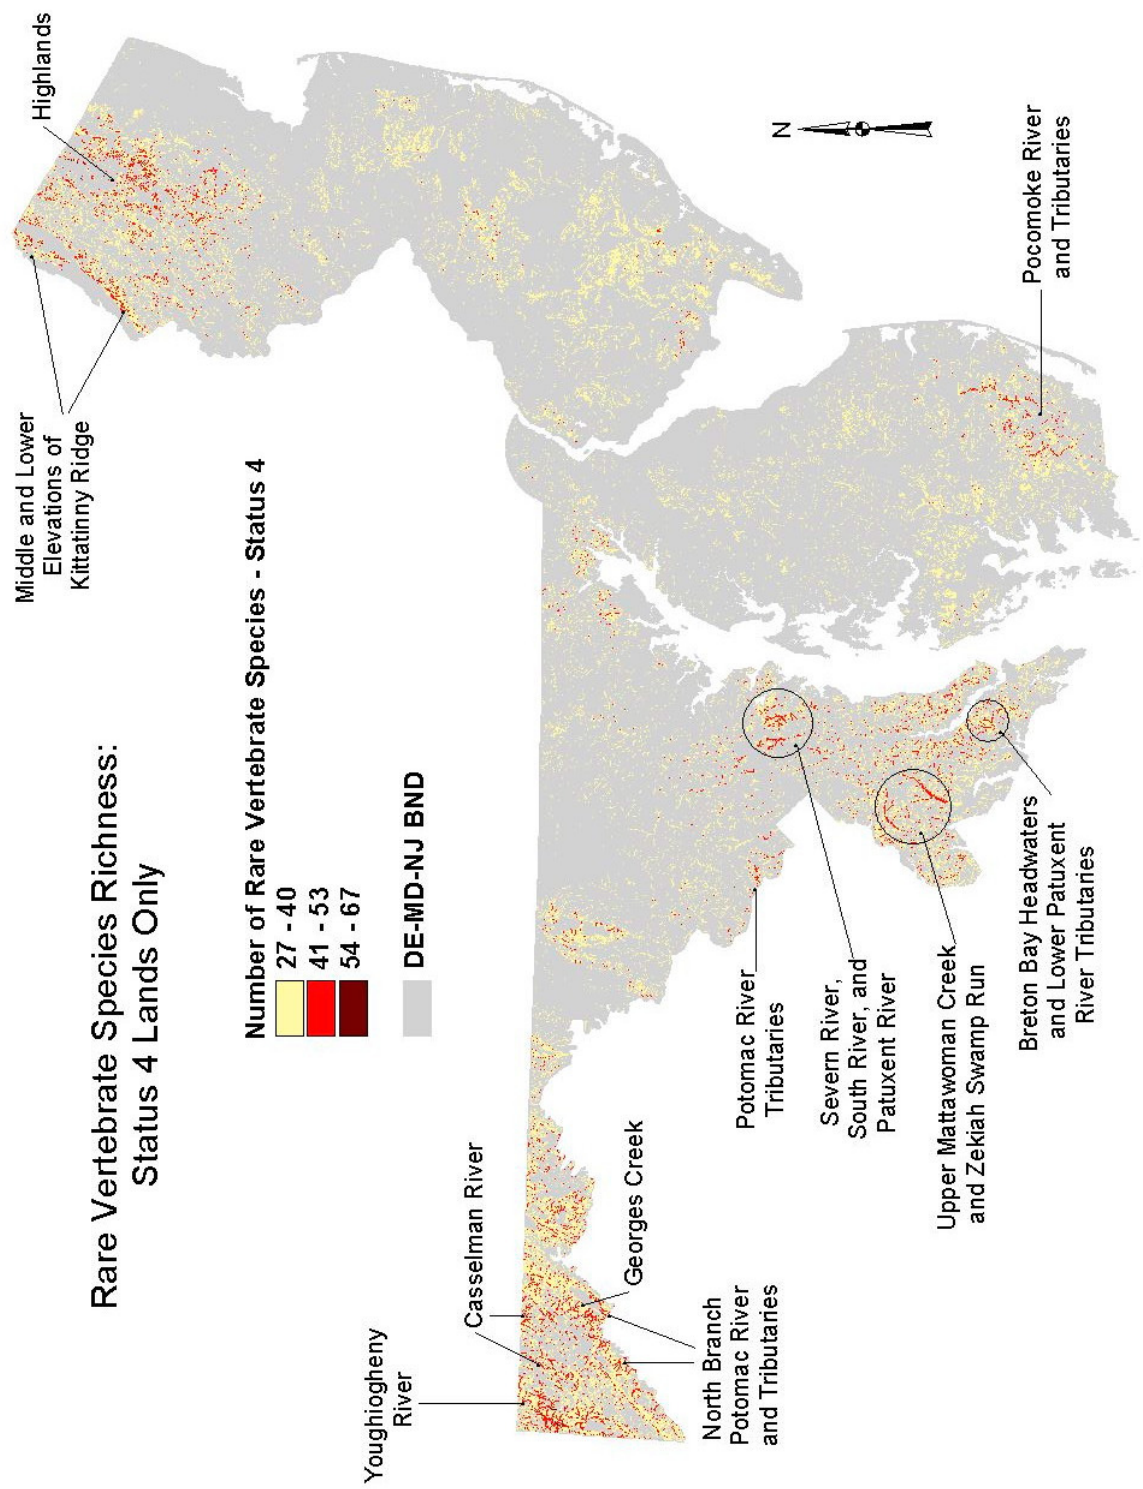 Rare Vertebrate Species Richness:
Status 4 Lands Only
Number of Rare Vertebrate Species - Status 4
27 - 40
41 - 53
54 - 67
DE-MD-NJ BND
Middle and Lower
Elevations of
Kittatinny Ridge
Highlands
Youghiogheny
River
Casselman River
Georges Creek
North Branch
Potomac River
and Tributaries
Potomac River
Tributaries
Severn River,
South River, and
Patuxent River
Upper Mattawoman Creek
and Zekiah Swamp Run
Breton Bay Headwaters
and Lower Patuxent
River Tributaries
Pocomoke River
and Tributaries
N